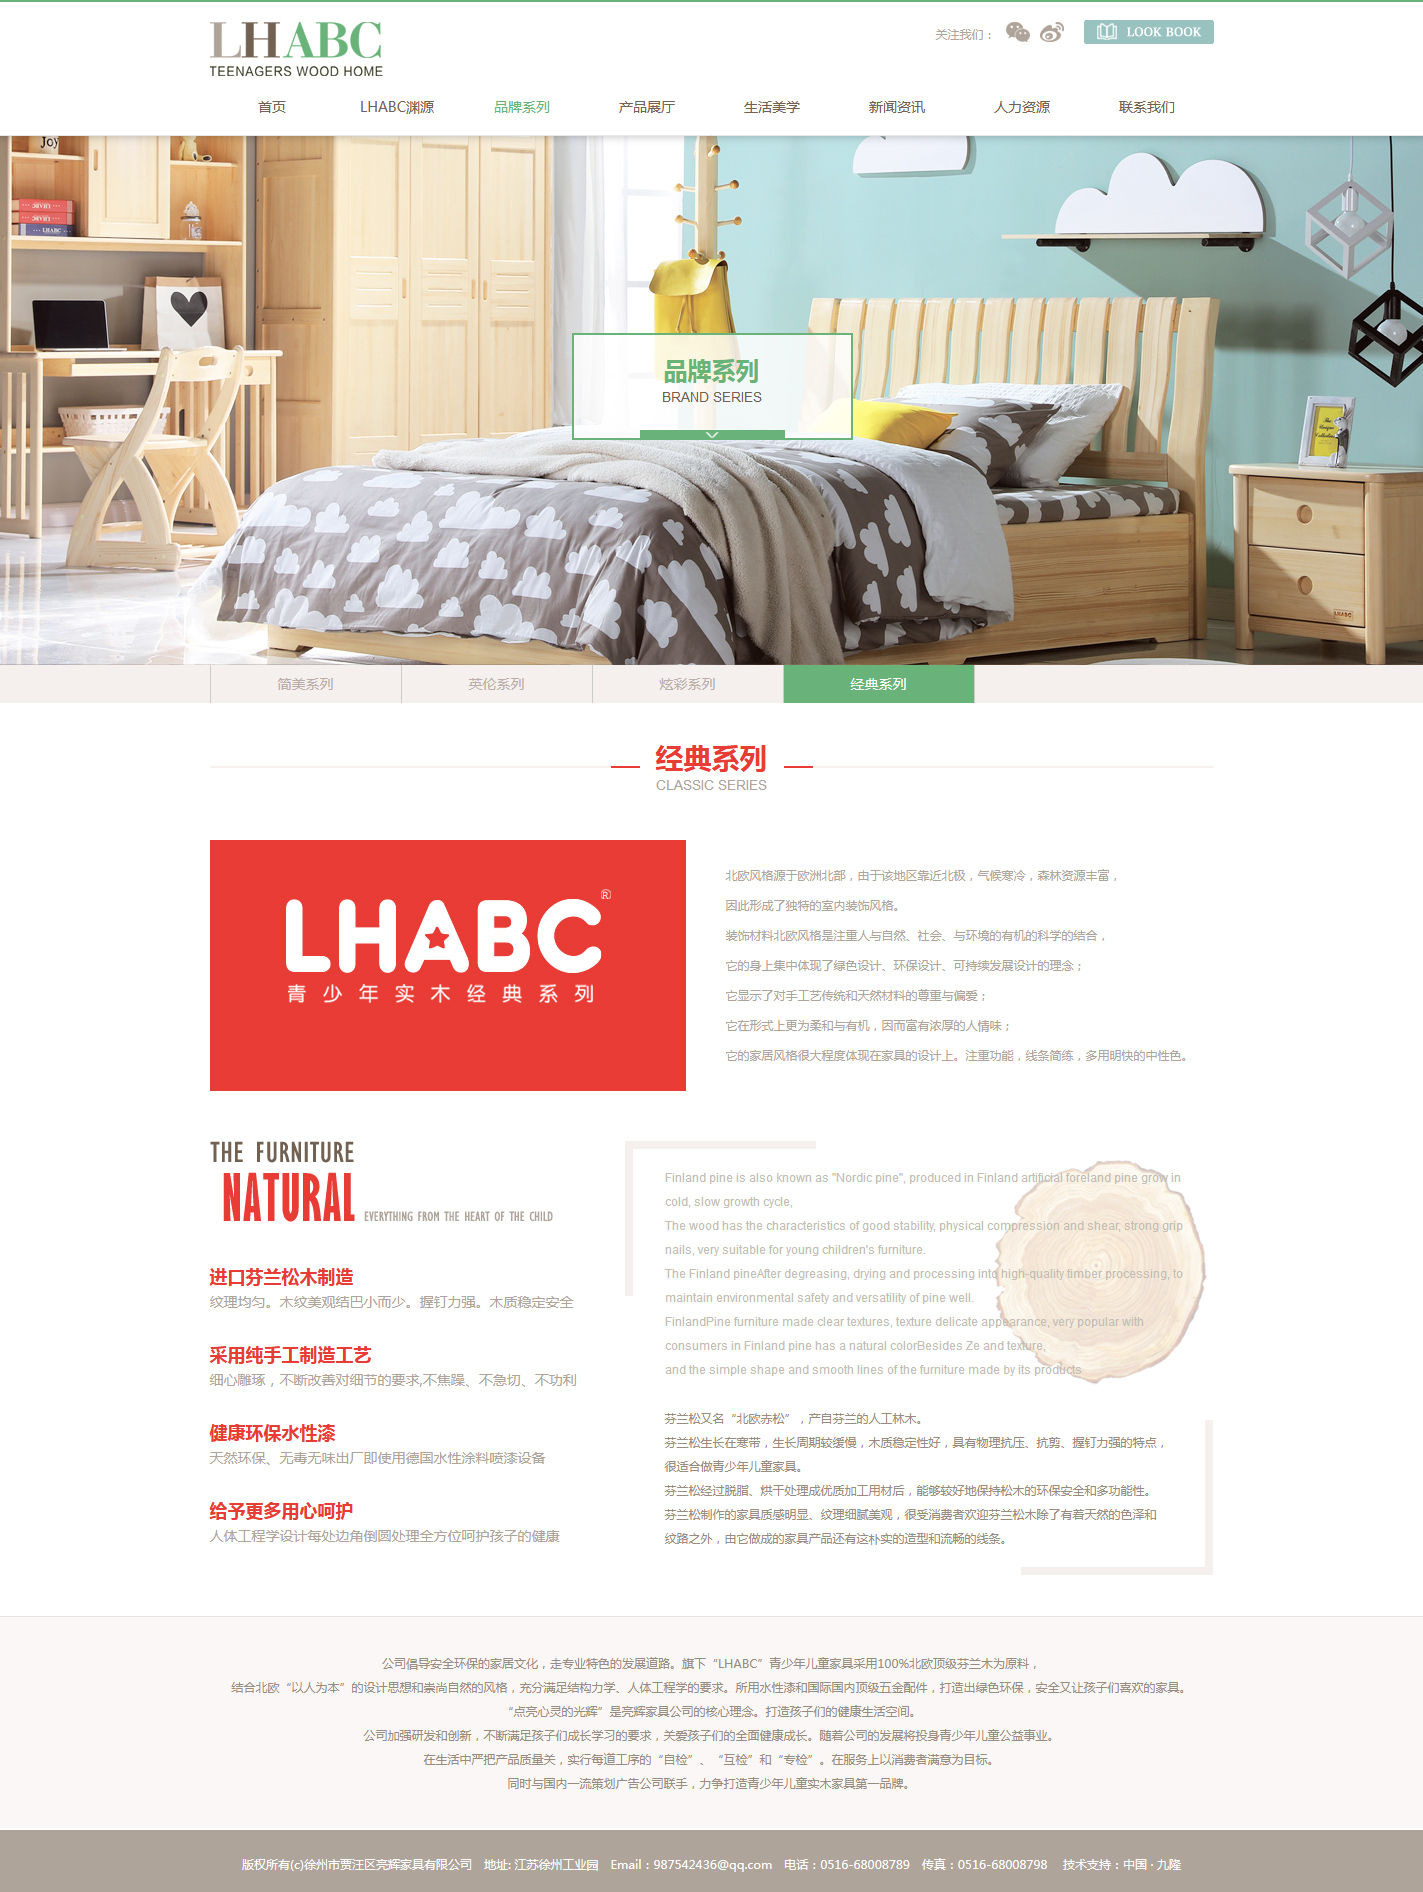 LHABC
TEENAGERS WOOD HOME
关注我们：
LOOK BOOK
首页
LHABC渊源
品牌系列
产品展厅
生活美学
新闻资讯
人力资源
联系我们
Joy
LHABC
品牌系列
BRAND SERIES
LHABC
简美系列
英伦系列
炫彩系列
经典系列
经典系列
CLASSIC SERIES
LHABC®
青少年实木经典系列
北欧风格源于欧洲北部，由于该地区靠近北极，气候寒冷，森林资源丰富，
因此形成了独特的室内装饰风格。
装饰材料北欧风格是注重人与自然、社会、与环境的有机的科学的结合，
它的身上集中体现了绿色设计、环保设计、可持续发展设计的理念；
它显示了对手工艺传统和天然材料的尊重与偏爱；
它在形式上更为柔和与有机，因而富有浓厚的人情味；
它的家居风格很大程度体现在家具的设计上。注重功能，线条简练，多用明快的中性色。
THE FURNITURE
NATURAL EVERYTHING FROM THE HEART OF THE CHILD
进口芬兰松木制造
纹理均匀。木纹美观结巴小而少。握钉力强。木质稳定安全
采用纯手工制造工艺
细心雕琢，不断改善对细节的要求,不焦躁、不急切、不功利
健康环保水性漆
天然环保、无毒无味出厂即使用德国水性涂料喷漆设备
给予更多用心呵护
人体工程学设计每处边角倒圆处理全方位呵护孩子的健康
Finland pine is also known as "Nordic pine", produced in Finland artificial foreland pine grow in
cold, slow growth cycle,
The wood has the characteristics of good stability, physical compression and shear, strong grip
nails, very suitable for young children's furniture.
The Finland pineAfter degreasing, drying and processing into high-quality timber processing, to
maintain environmental safety and versatility of pine well.
FinlandPine furniture made clear textures, texture delicate appearance, very popular with
consumers in Finland pine has a natural colorBesides Ze and texture,
and the simple shape and smooth lines of the furniture made by its products
芬兰松又名“北欧赤松”，产自芬兰的人工林木。
芬兰松生长在寒带，生长周期较缓慢，木质稳定性好，具有物理抗压、抗剪、握钉力强的特点，
很适合做青少年儿童家具。
芬兰松经过脱脂、烘干处理成优质加工用材后，能够较好地保持松木的环保安全和多功能性。
芬兰松制作的家具质感明显、纹理细腻美观，很受消费者欢迎芬兰松木除了有着天然的色泽和
纹路之外，由它做成的家具产品还有这朴实的造型和流畅的线条。
公司倡导安全环保的家居文化，走专业特色的发展道路。旗下“LHABC”青少年儿童家具采用100%北欧顶级芬兰木为原料，
结合北欧“以人为本”的设计思想和崇尚自然的风格，充分满足结构力学、人体工程学的要求。所用水性漆和国际国内顶级五金配件，打造出绿色环保，安全又让孩子们喜欢的家具。
“点亮心灵的光辉”是亮辉家具公司的核心理念。打造孩子们的健康生活空间。
公司加强研发和创新，不断满足孩子们成长学习的要求，关爱孩子们的全面健康成长。随着公司的发展将投身青少年儿童公益事业。
在生活中严把产品质量关，实行每道工序的“自检”、“互检”和“专检”。在服务上以消费者满意为目标。
同时与国内一流策划广告公司联手，力争打造青少年儿童实木家具第一品牌。
版权所有(c)徐州市贾汪区亮辉家具有限公司 地址: 江苏徐州工业园 Email：987542436@qq.com 电话：0516-68008789 传真：0516-68008798 技术支持：中国 · 九隆